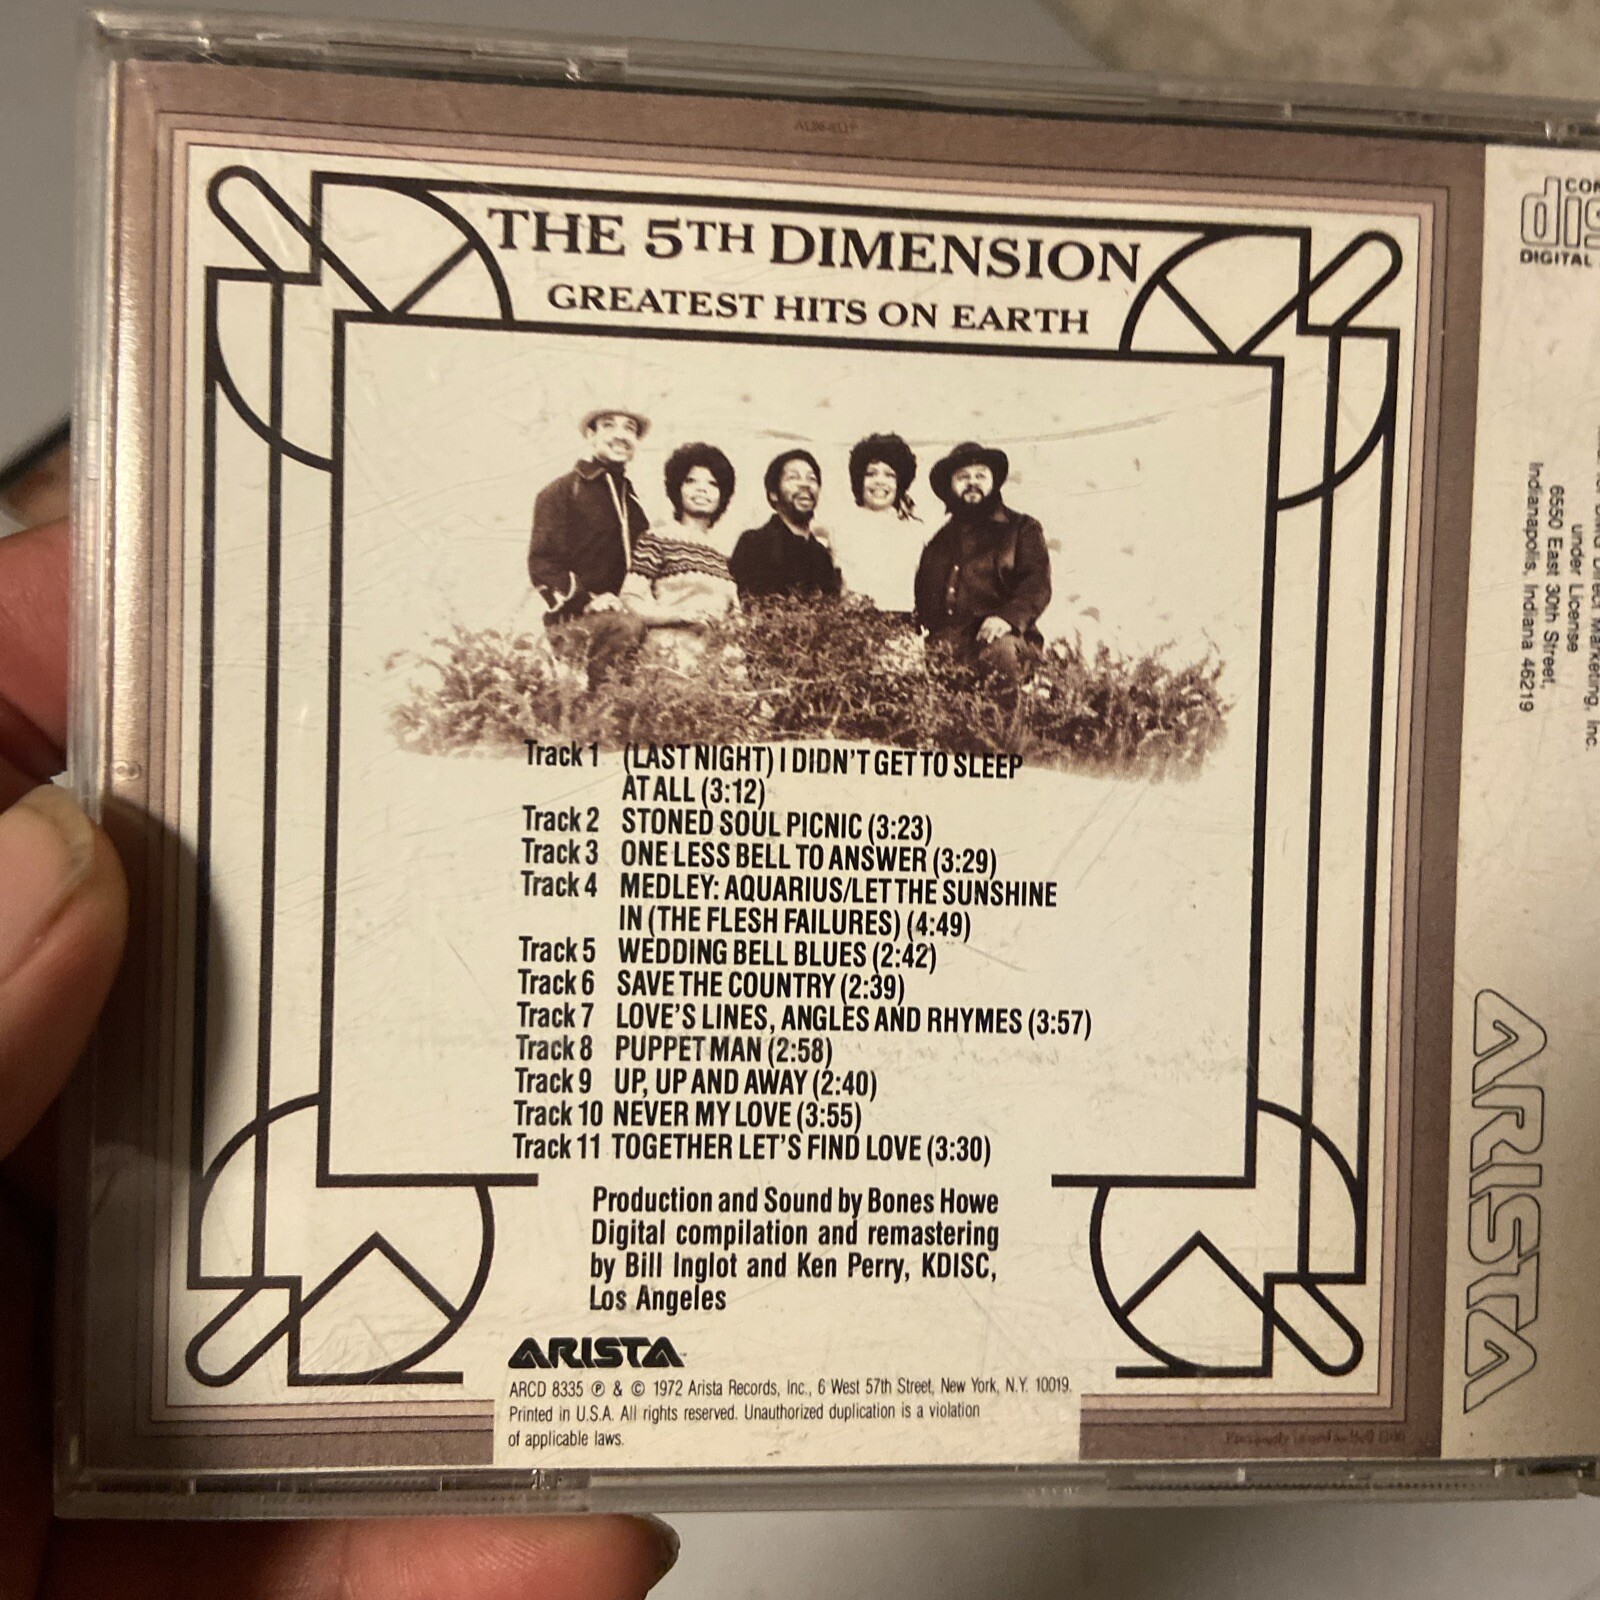 THE 5TH DIMENSION
GREATEST HITS ON EARTH
Track 1 (LAST NIGHT) I DIDN'T GET TO SLEEP
AT ALL (3:12)
Track 2 STONED SOUL PICNIC (3:23)
Track 3 ONE LESS BELL TO ANSWER (3:29)
Track 4 MEDLEY: AQUARIUS/LET THE SUNSHINE
IN (THE FLESH FAILURES) (4:49)
Track 5 WEDDING BELL BLUES (2:42)
Track 6 SAVE THE COUNTRY (2:39)
Track 7 LOVE'S LINES, ANGLES AND RHYMES (3:57)
Track 8 PUPPET MAN (2:58)
Track 9 UP, UP AND AWAY (2:40)
Track 10 NEVER MY LOVE (3:55)
Track 11 TOGETHER LET'S FIND LOVE (3:30)
Production and Sound by Bones Howe
Digital compilation and remastering
by Bill Inglot and Ken Perry, KDISC,
Los Angeles
ARISTA
ARCD 8335 ℗ & © 1972 Arista Records, Inc., 6 West 57th Street, New York, N.Y. 10019.
Printed in U.S.A. All rights reserved. Unauthorized duplication is a violation
of applicable laws.
DIGITAL
Direct Marketing, Inc.
under License
6550 East 30th Street,
Indianapolis, Indiana 46219
ARISTA